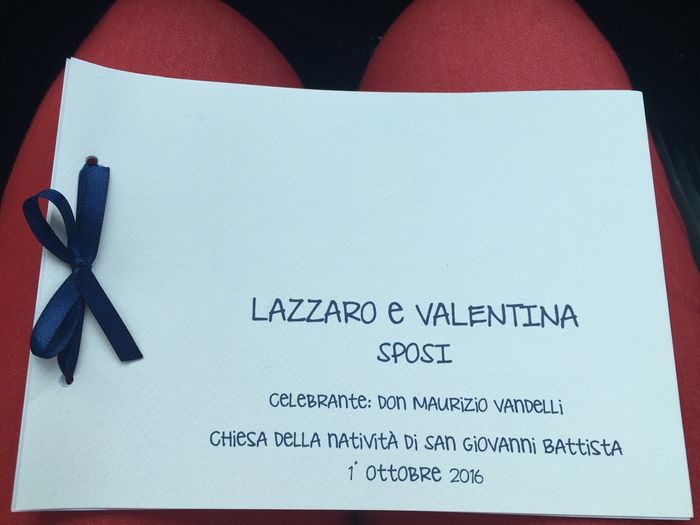 LAZZARO e VALENTINA
SPOSI
CeLeBRANTe: DON MAURIZIO VANDELLI
CHIeSA DeLLA NATIVITÀ DI SAN GIOVANNI BATTISTA
1° OTTOBRe 2016